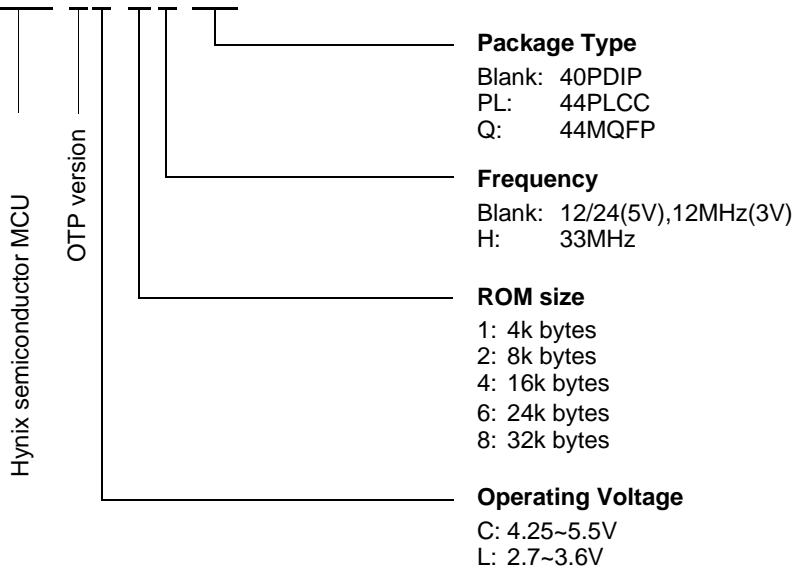 Package Type
Blank: 40PDIP
PL: 44PLCC
Q: 44MQFP
Frequency
Blank: 12/24(5V),12MHz(3V)
H: 33MHz
ROM size
1: 4k bytes
2: 8k bytes
4: 16k bytes
6: 24k bytes
8: 32k bytes
Operating Voltage
C: 4.25~5.5V
L: 2.7~3.6V
OTP version
Hynix semiconductor MCU